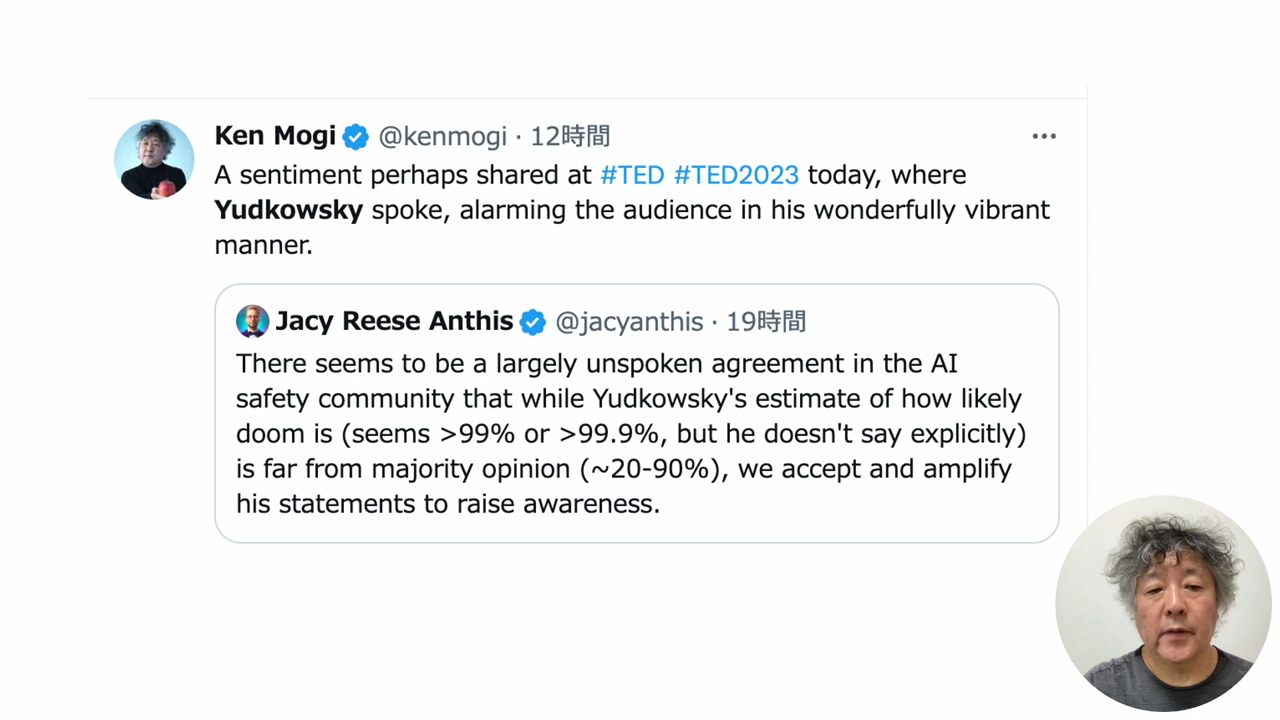 Ken Mogi @kenmogi · 12時間
A sentiment perhaps shared at #TED #TED2023 today, where
Yudkowsky spoke, alarming the audience in his wonderfully vibrant
manner.
Jacy Reese Anthis @jacyanthis · 19時間
There seems to be a largely unspoken agreement in the AI
safety community that while Yudkowsky's estimate of how likely
doom is (seems >99% or >99.9%, but he doesn't say explicitly)
is far from majority opinion (~20-90%), we accept and amplify
his statements to raise awareness.